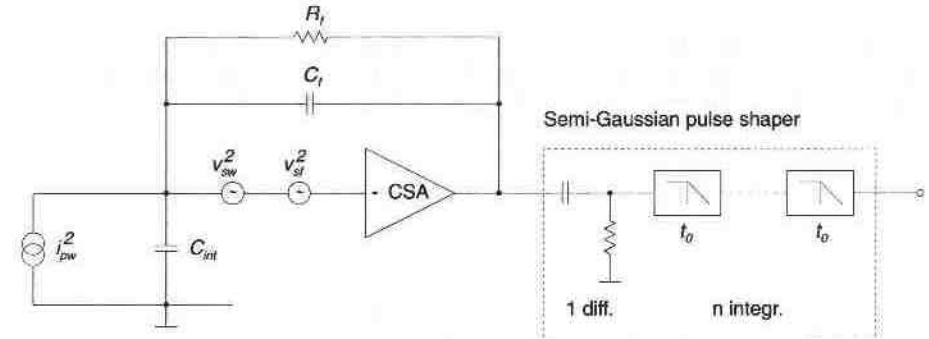 R_f
C_f
Semi-Gaussian pulse shaper
v²_sw v²_sf
- CSA
i²_pw
C_int
t_0 t_0
1 diff. n integr.